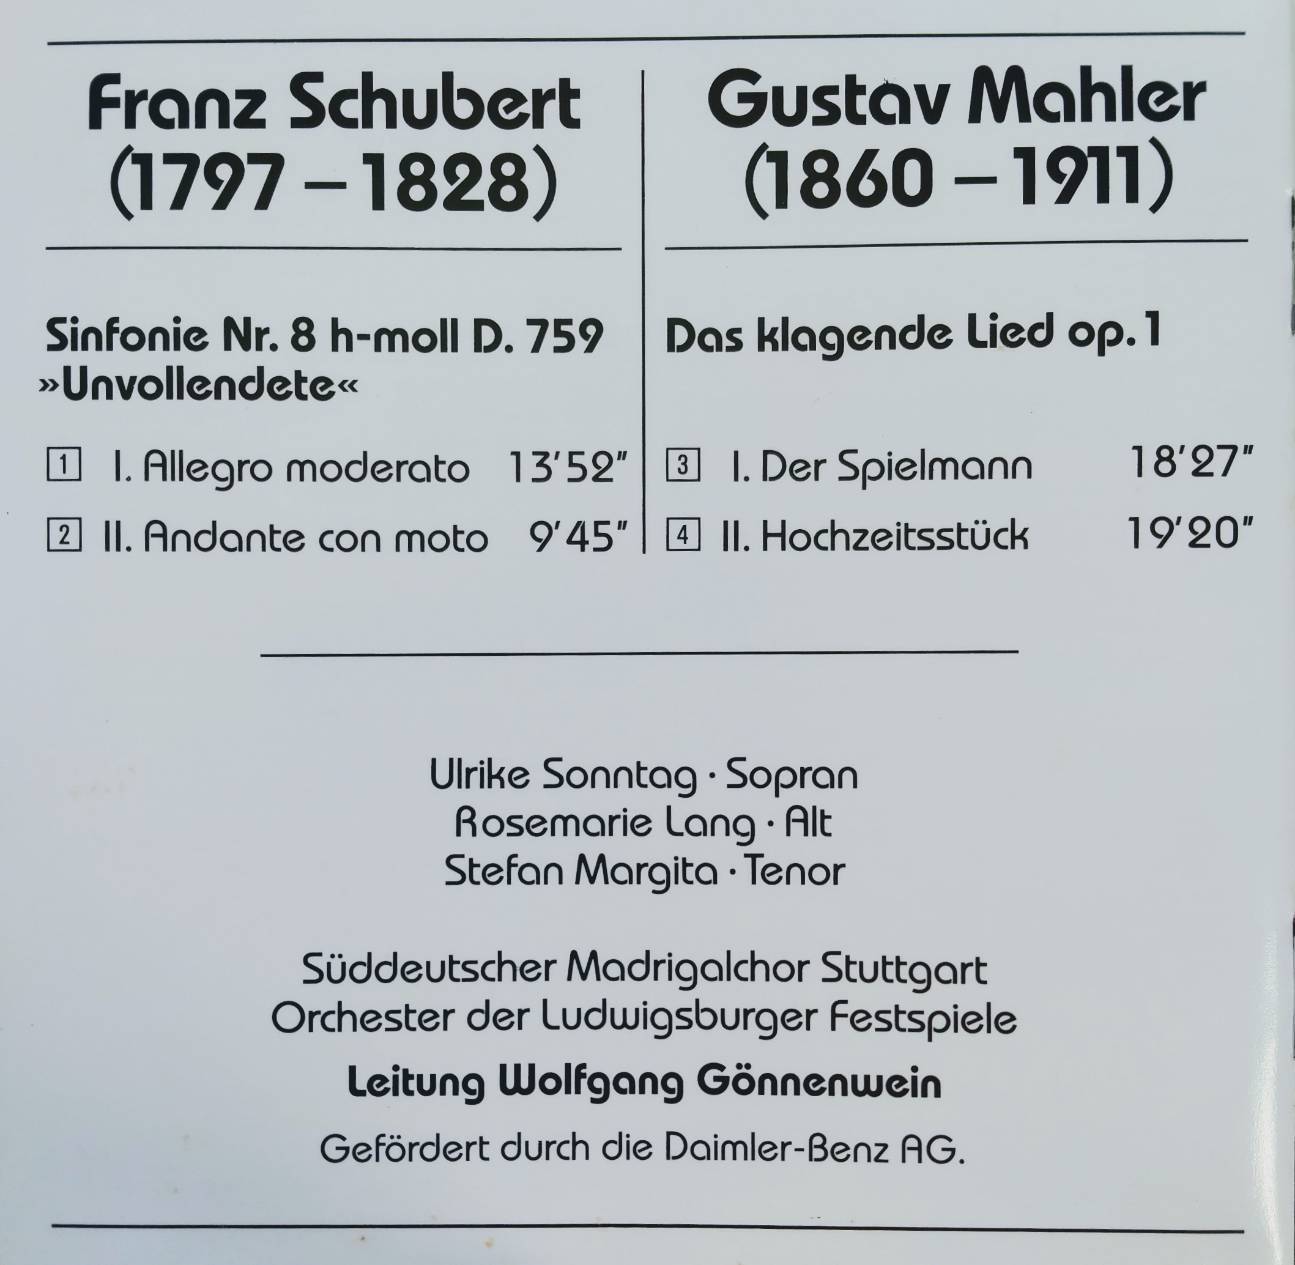 Franz Schubert
(1797 – 1828)
Sinfonie Nr. 8 h-moll D. 759
»Unvollendete«
1 I. Allegro moderato 13′52″
2 II. Andante con moto 9′45″
Gustav Mahler
(1860 – 1911)
Das klagende Lied op. 1
3 I. Der Spielmann 18′27″
4 II. Hochzeitsstück 19′20″
Ulrike Sonntag · Sopran
Rosemarie Lang · Alt
Stefan Margita · Tenor
Süddeutscher Madrigalchor Stuttgart
Orchester der Ludwigsburger Festspiele
Leitung Wolfgang Gönnenwein
Gefördert durch die Daimler-Benz AG.